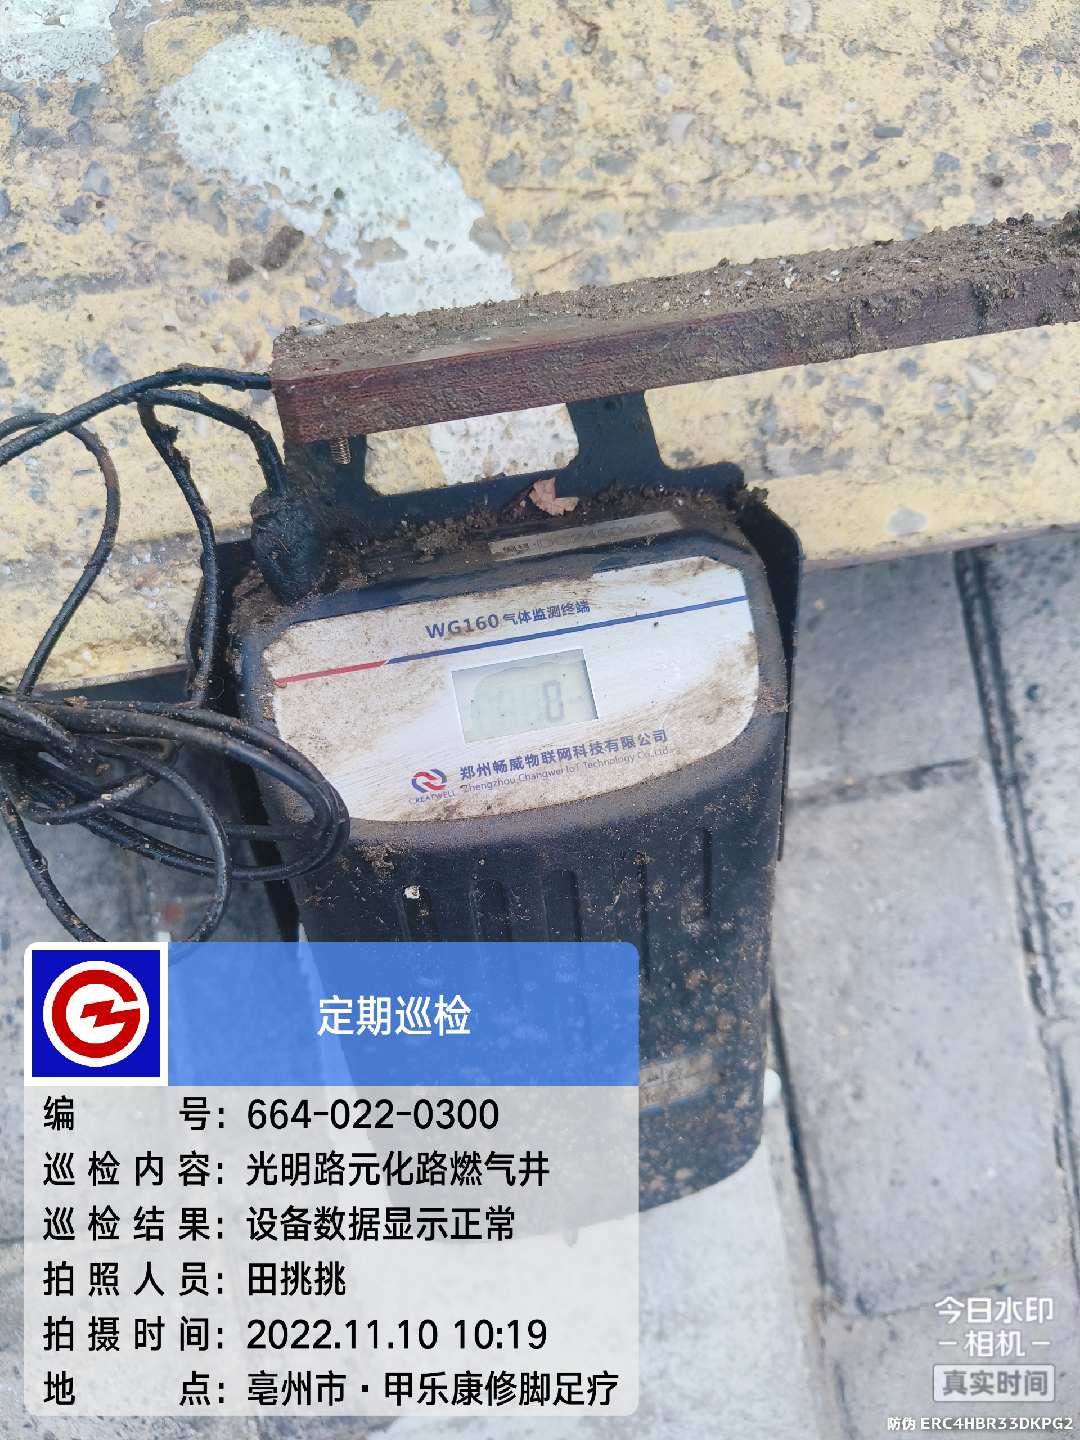 WG160 气体监测终端
0
郑州畅威物联网科技有限公司
Zhengzhou Changwei IoT Technology Co.,Ltd.
CREATWELL
定期巡检
编号：664-022-0300
巡检内容：光明路元化路燃气井
巡检结果：设备数据显示正常
拍照人员：田挑挑
拍摄时间：2022.11.10 10:19
地点：亳州市·甲乐康修脚足疗
今日水印
相机
真实时间
防伪 ERC4HBR33DKPG2